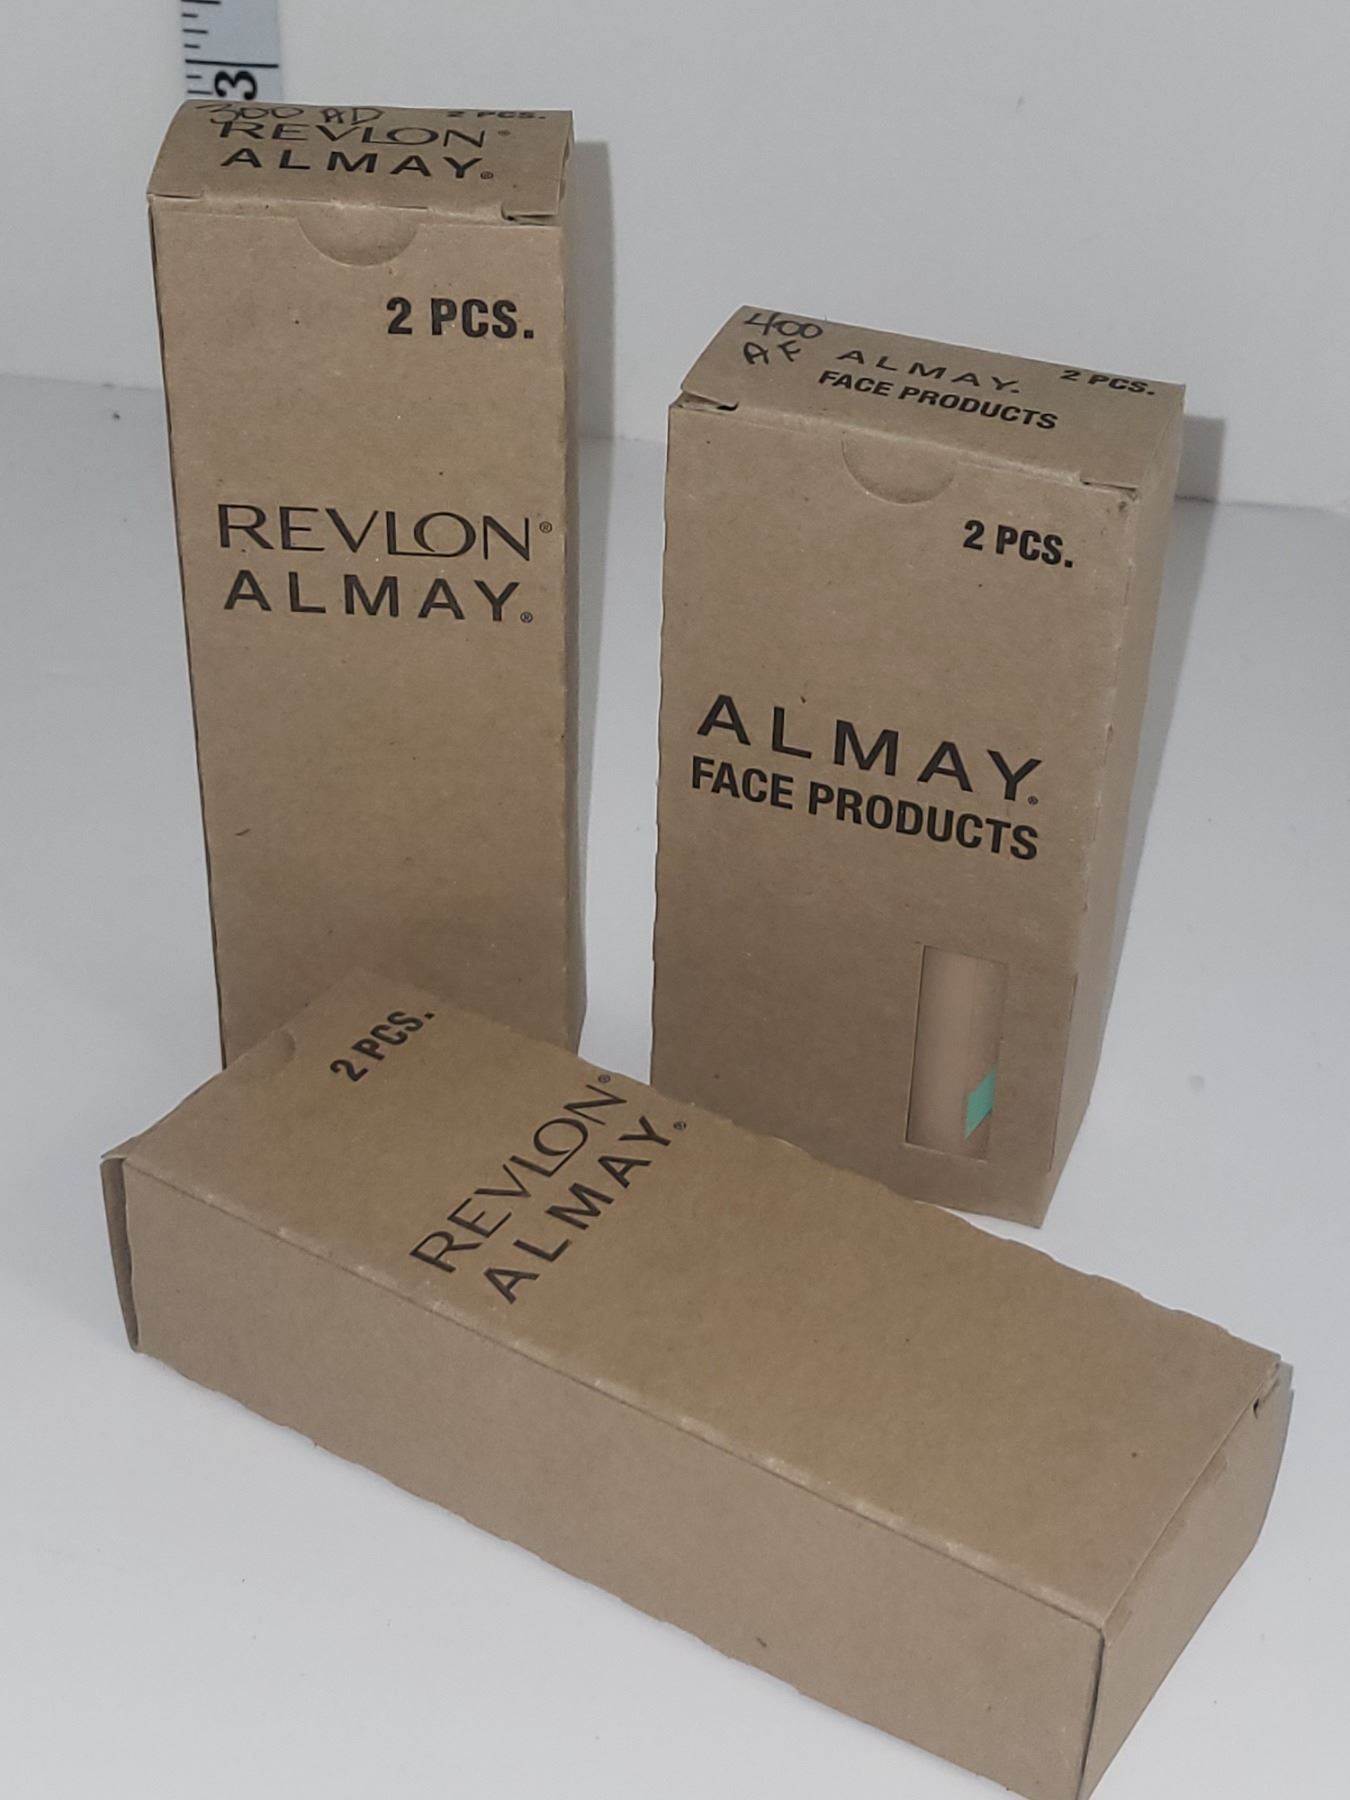 3
300 AD
2 PCS.
REVLON®
ALMAY®
2 PCS.
REVLON®
ALMAY®
400
AF
ALMAY.
2 PCS.
FACE PRODUCTS
2 PCS.
ALMAY®
FACE PRODUCTS
2 PCS.
REVLON®
ALMAY®